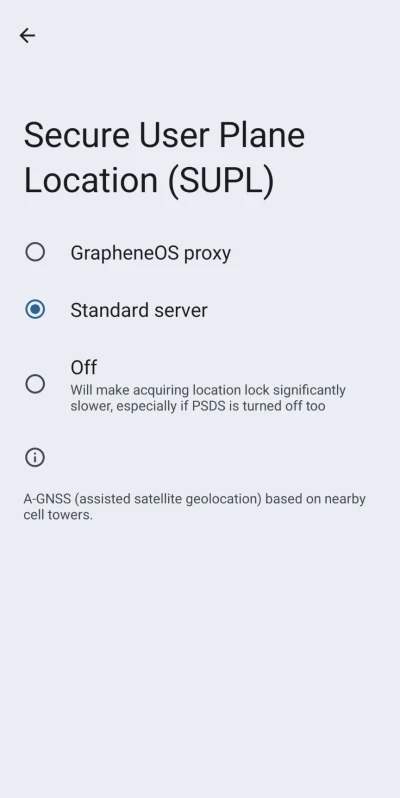 Secure User Plane
Location (SUPL)
GrapheneOS proxy
Standard server
Off
Will make acquiring location lock significantly
slower, especially if PSDS is turned off too
A-GNSS (assisted satellite geolocation) based on nearby
cell towers.